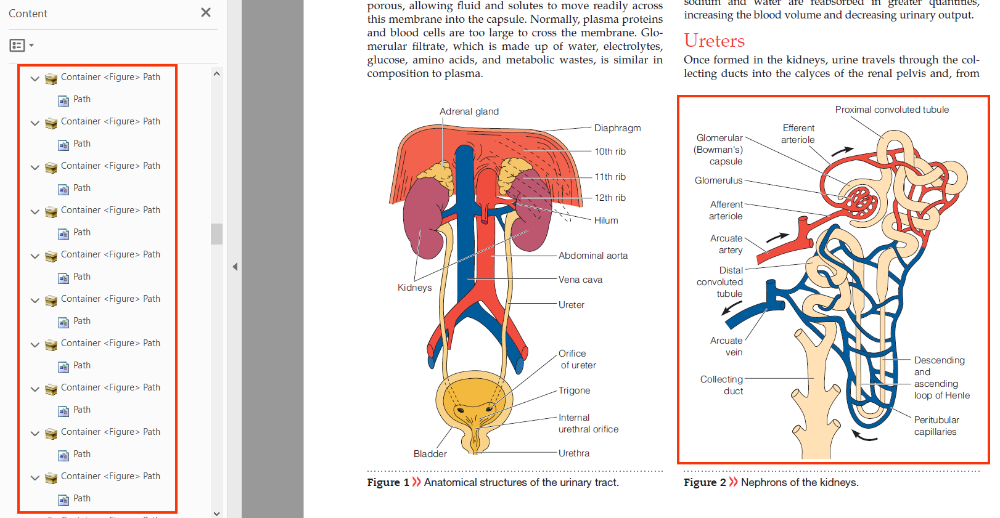 Content
Container <Figure> Path
Path
Container <Figure> Path
Path
Container <Figure> Path
Path
Container <Figure> Path
Path
Container <Figure> Path
Path
Container <Figure> Path
Path
Container <Figure> Path
Path
Container <Figure> Path
Path
Container <Figure> Path
Path
Container <Figure> Path
Path
porous, allowing fluid and solutes to move readily across
this membrane into the capsule. Normally, plasma proteins
and blood cells are too large to cross the membrane. Glo-
merular filtrate, which is made up of water, electrolytes,
glucose, amino acids, and metabolic wastes, is similar in
composition to plasma.
Adrenal gland
Diaphragm
10th rib
11th rib
12th rib
Hilum
Abdominal aorta
Kidneys
Vena cava
Ureter
Orifice
of ureter
Trigone
Internal
urethral orifice
Bladder
Urethra
Figure 1 Anatomical structures of the urinary tract.
sodium and water are reabsorbed in greater quantities,
increasing the blood volume and decreasing urinary output.
Ureters
Once formed in the kidneys, urine travels through the col-
lecting ducts into the calyces of the renal pelvis and, from
Proximal convoluted tubule
Efferent
arteriole
Glomerular
(Bowman's)
capsule
Glomerulus
Afferent
arteriole
Arcuate
artery
Distal
convoluted
tubule
Arcuate
vein
Collecting
duct
Descending
and
ascending
loop of Henle
Peritubular
capillaries
Figure 2 Nephrons of the kidneys.